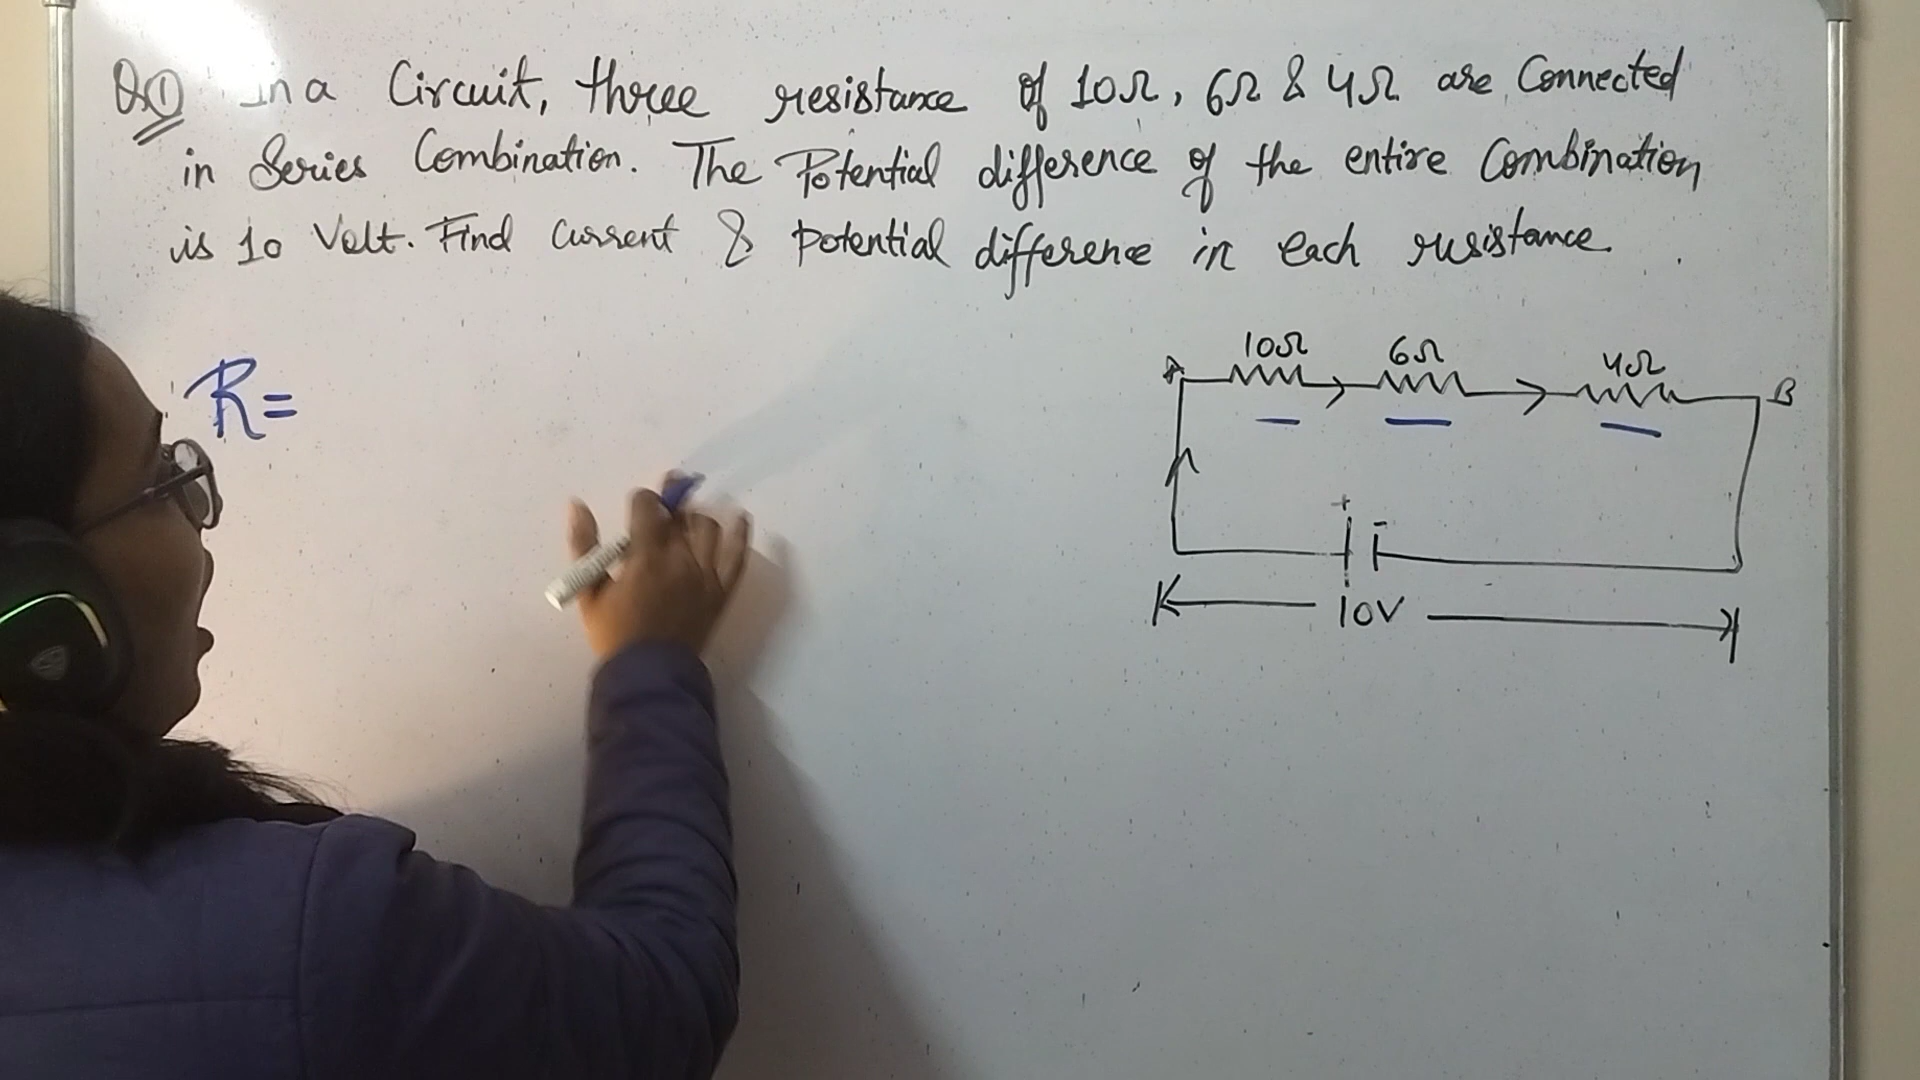 Q1) In a Circuit, three resistance of 10Ω, 6Ω & 4Ω are Connected
in Series Combination. The Potential difference of the entire Combination
is 10 Volt. Find Current & Potential difference in each resistance.
R=
10Ω 6Ω 4Ω
A B
+ -
10V